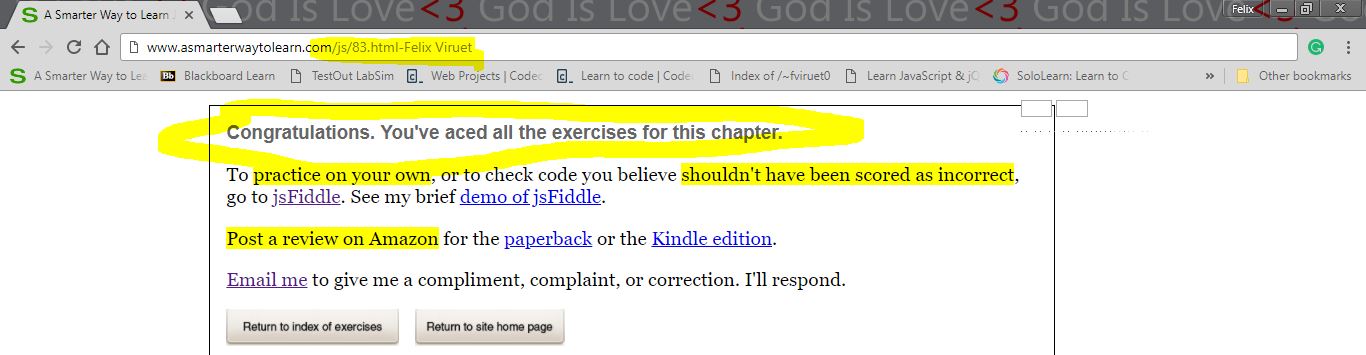 God Is Love<3 God Is Love<3 God Is Love<3 God
A Smarter Way to Learn J
Felix
www.asmarterwaytolearn.com/js/83.html-Felix Viruet
A Smarter Way to Le Bb Blackboard Learn TestOut LabSim Web Projects | Codec Learn to code | Codec Index of /~fviruet0 Learn JavaScript & jQ SoloLearn: Learn to C » Other bookmarks
Congratulations. You've aced all the exercises for this chapter.
To practice on your own, or to check code you believe shouldn't have been scored as incorrect,
go to jsFiddle. See my brief demo of jsFiddle.
Post a review on Amazon for the paperback or the Kindle edition.
Email me to give me a compliment, complaint, or correction. I'll respond.
Return to index of exercises Return to site home page